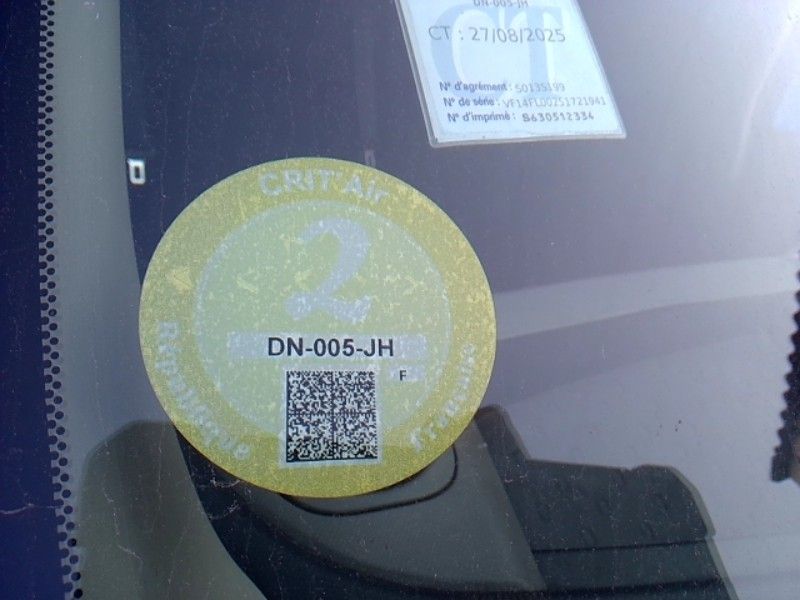 DN-005-JH
CT : 27/08/2025
N° d'agrément : S013S199
N° de série : VF14FL00251721941
N° d'imprimé : S630512334
CRIT'Air
2
DN-005-JH
F
République
Française